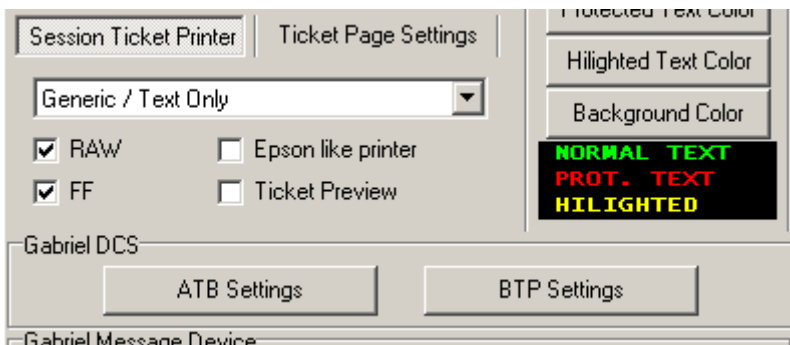 Protected Text Color
Session Ticket Printer
Ticket Page Settings
Hilighted Text Color
Generic / Text Only
Background Color
RAW
Epson like printer
NORMAL TEXT
FF
Ticket Preview
PROT. TEXT
HILIGHTED
Gabriel DCS
ATB Settings
BTP Settings
Gabriel Message Device